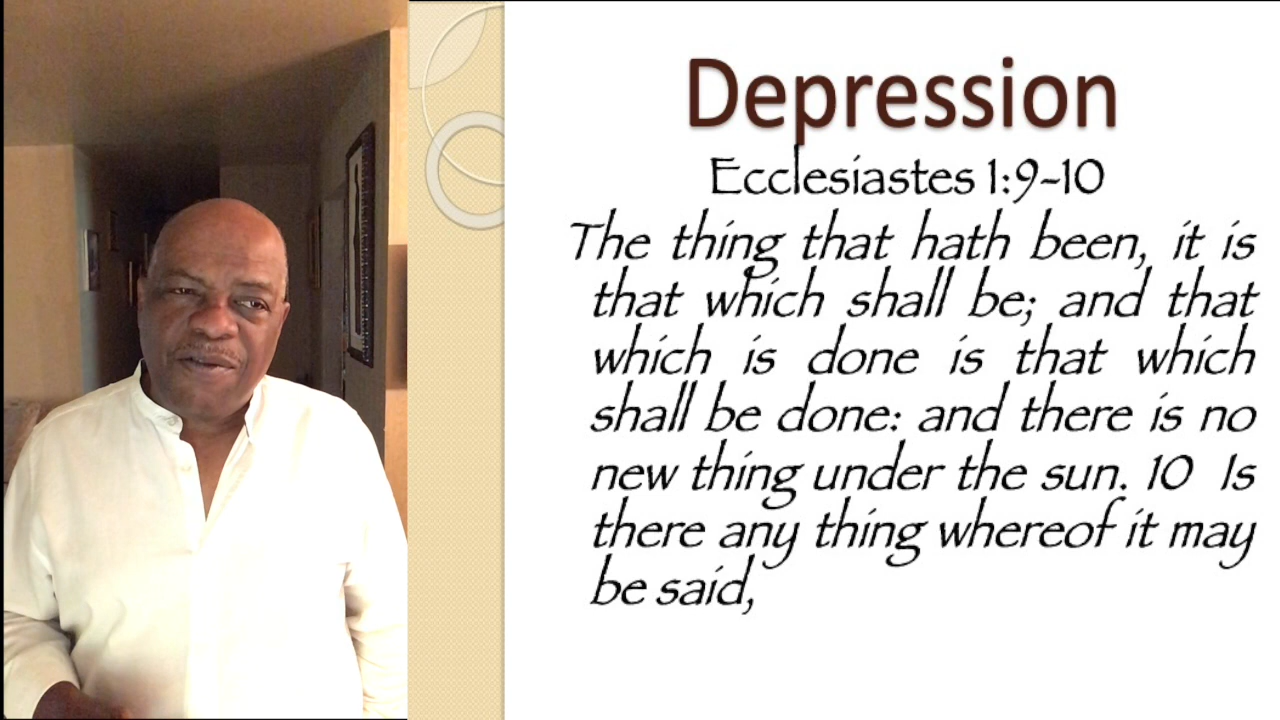 Depression
Ecclesiastes 1:9-10
The thing that hath been, it is
that which shall be; and that
which is done is that which
shall be done: and there is no
new thing under the sun. 10 Is
there any thing whereof it may
be said,